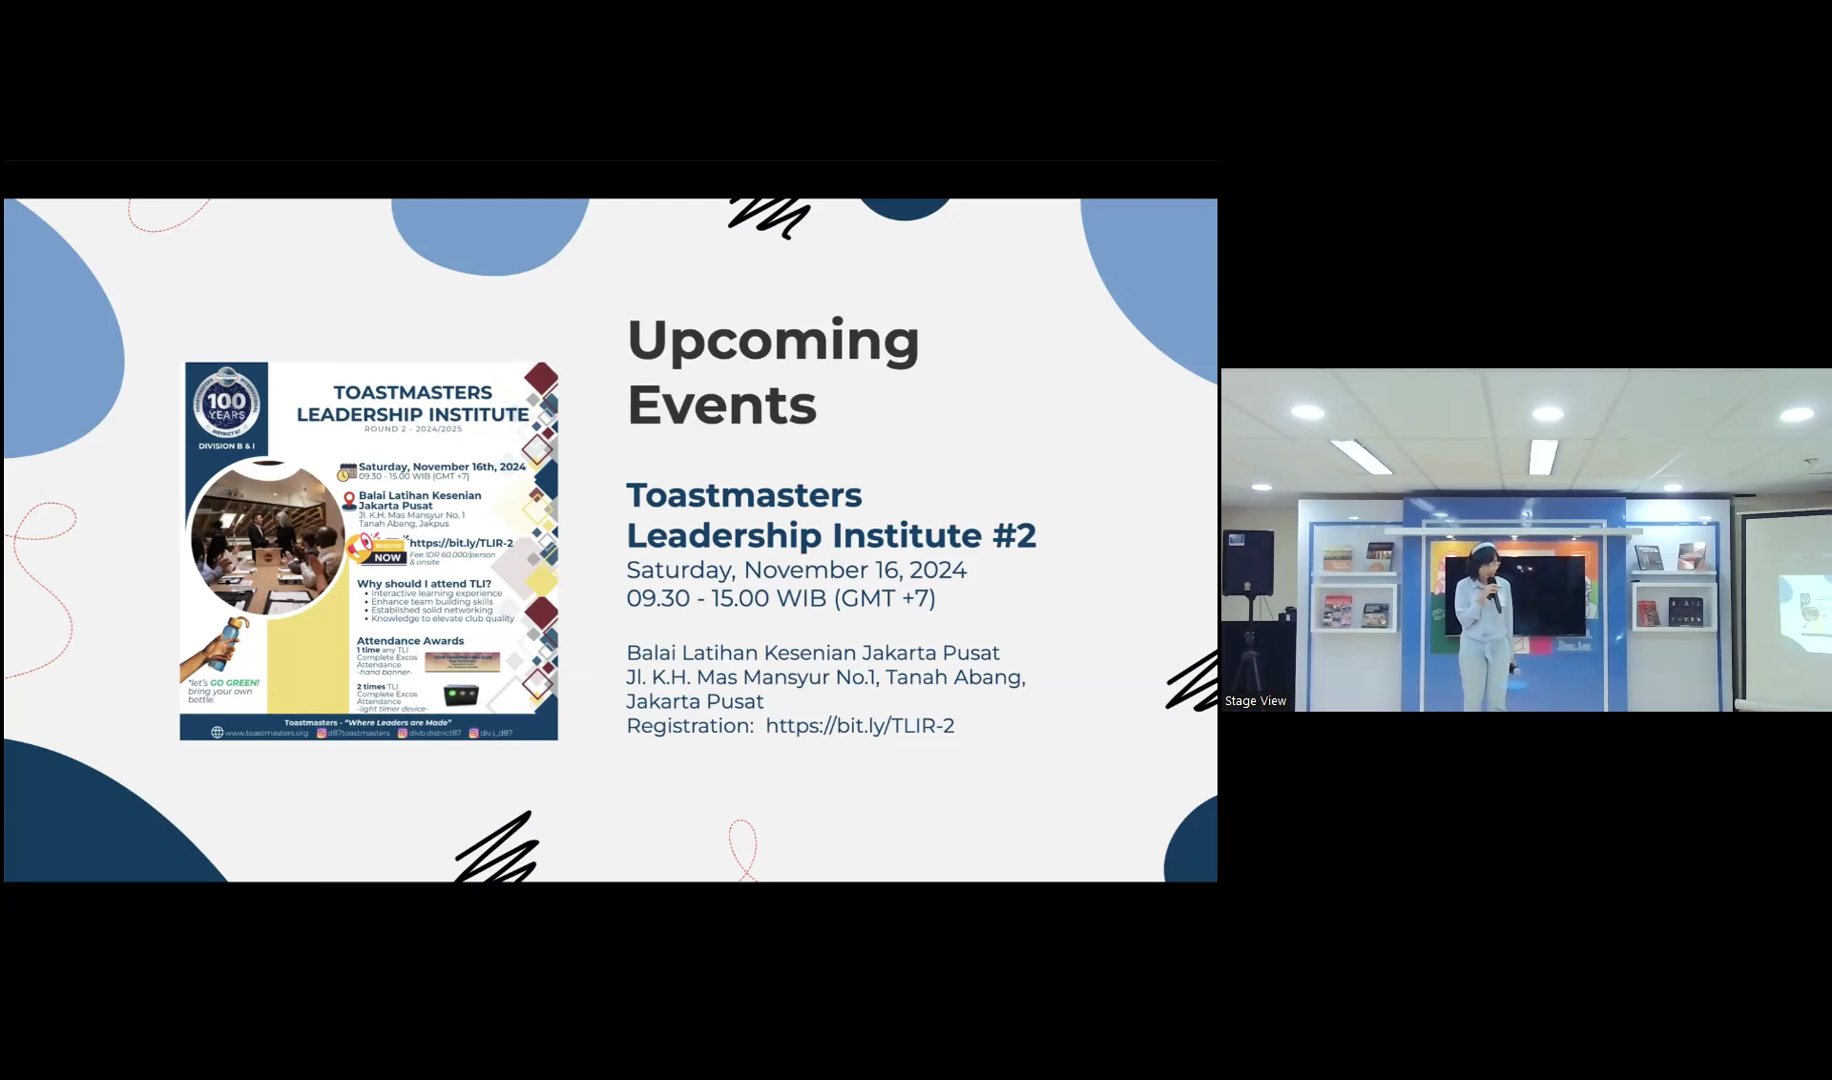 Upcoming
Events
Toastmasters
Leadership Institute #2
Saturday, November 16, 2024
09.30 - 15.00 WIB (GMT +7)
Balai Latihan Kesenian Jakarta Pusat
Jl. K.H. Mas Mansyur No.1, Tanah Abang,
Jakarta Pusat
Registration: https://bit.ly/TLIR-2
100
YEARS
DIVISION B & I
TOASTMASTERS
LEADERSHIP INSTITUTE
ROUND 2 - 2024/2025
Saturday, November 16th, 2024
09.30 - 15.00 WIB (GMT +7)
Balai Latihan Kesenian
Jakarta Pusat
Jl. K.H. Mas Mansyur No. 1
Tanah Abang, Jakpus
https://bit.ly/TLIR-2
REGISTER
NOW
Fee IDR 60,000/person
& onsite
Why should I attend TLI?
• Interactive learning experience
• Enhance team building skills
• Established solid networking
• Knowledge to elevate club quality
Attendance Awards
1 time any TLI
Complete Excos
Attendance
-hand banner-
2 times TLI
Complete Excos
Attendance
-light timer device-
*let's GO GREEN!
bring your own
bottle.
Toastmasters - "Where Leaders are Made"
www.toastmasters.org d87toastmasters divb.district87 div.i_d87
Stage View